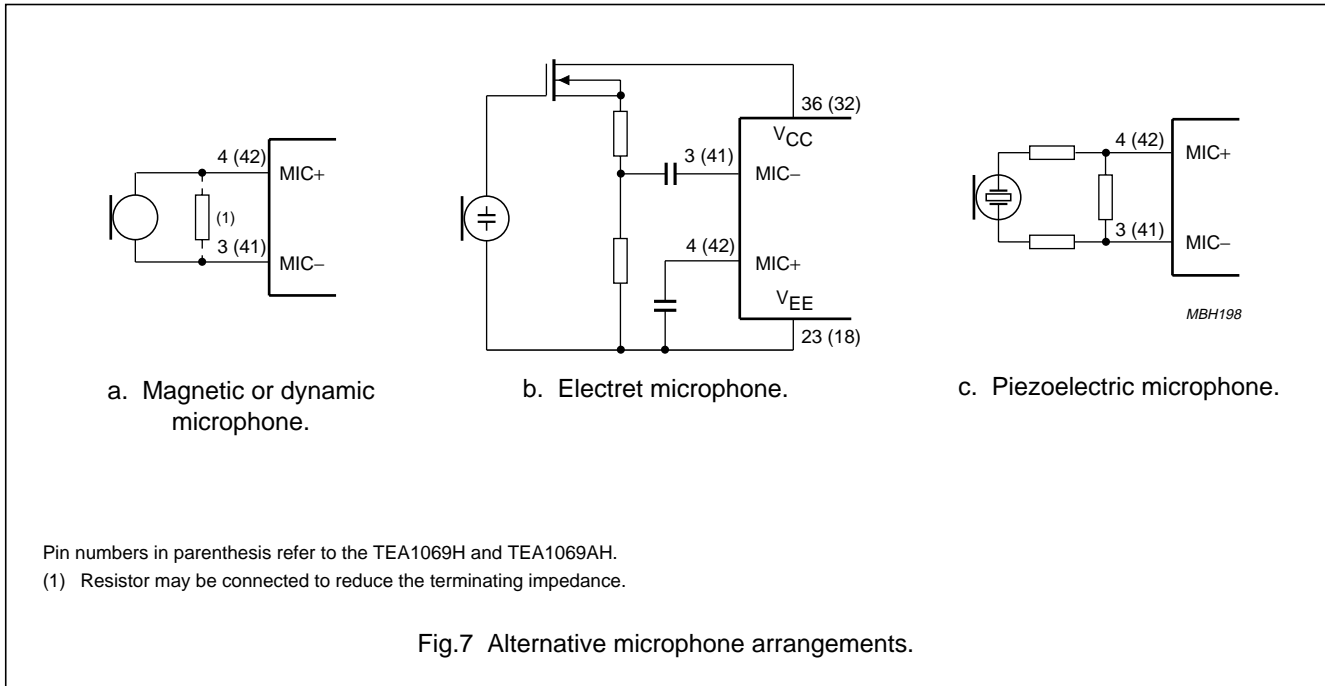 4 (42)
MIC+
(1)
3 (41)
MIC−
a. Magnetic or dynamic
microphone.
36 (32)
VCC
3 (41)
MIC−
4 (42)
MIC+
VEE
23 (18)
b. Electret microphone.
4 (42)
MIC+
3 (41)
MIC−
MBH198
c. Piezoelectric microphone.
Pin numbers in parenthesis refer to the TEA1069H and TEA1069AH.
(1) Resistor may be connected to reduce the terminating impedance.
Fig.7 Alternative microphone arrangements.